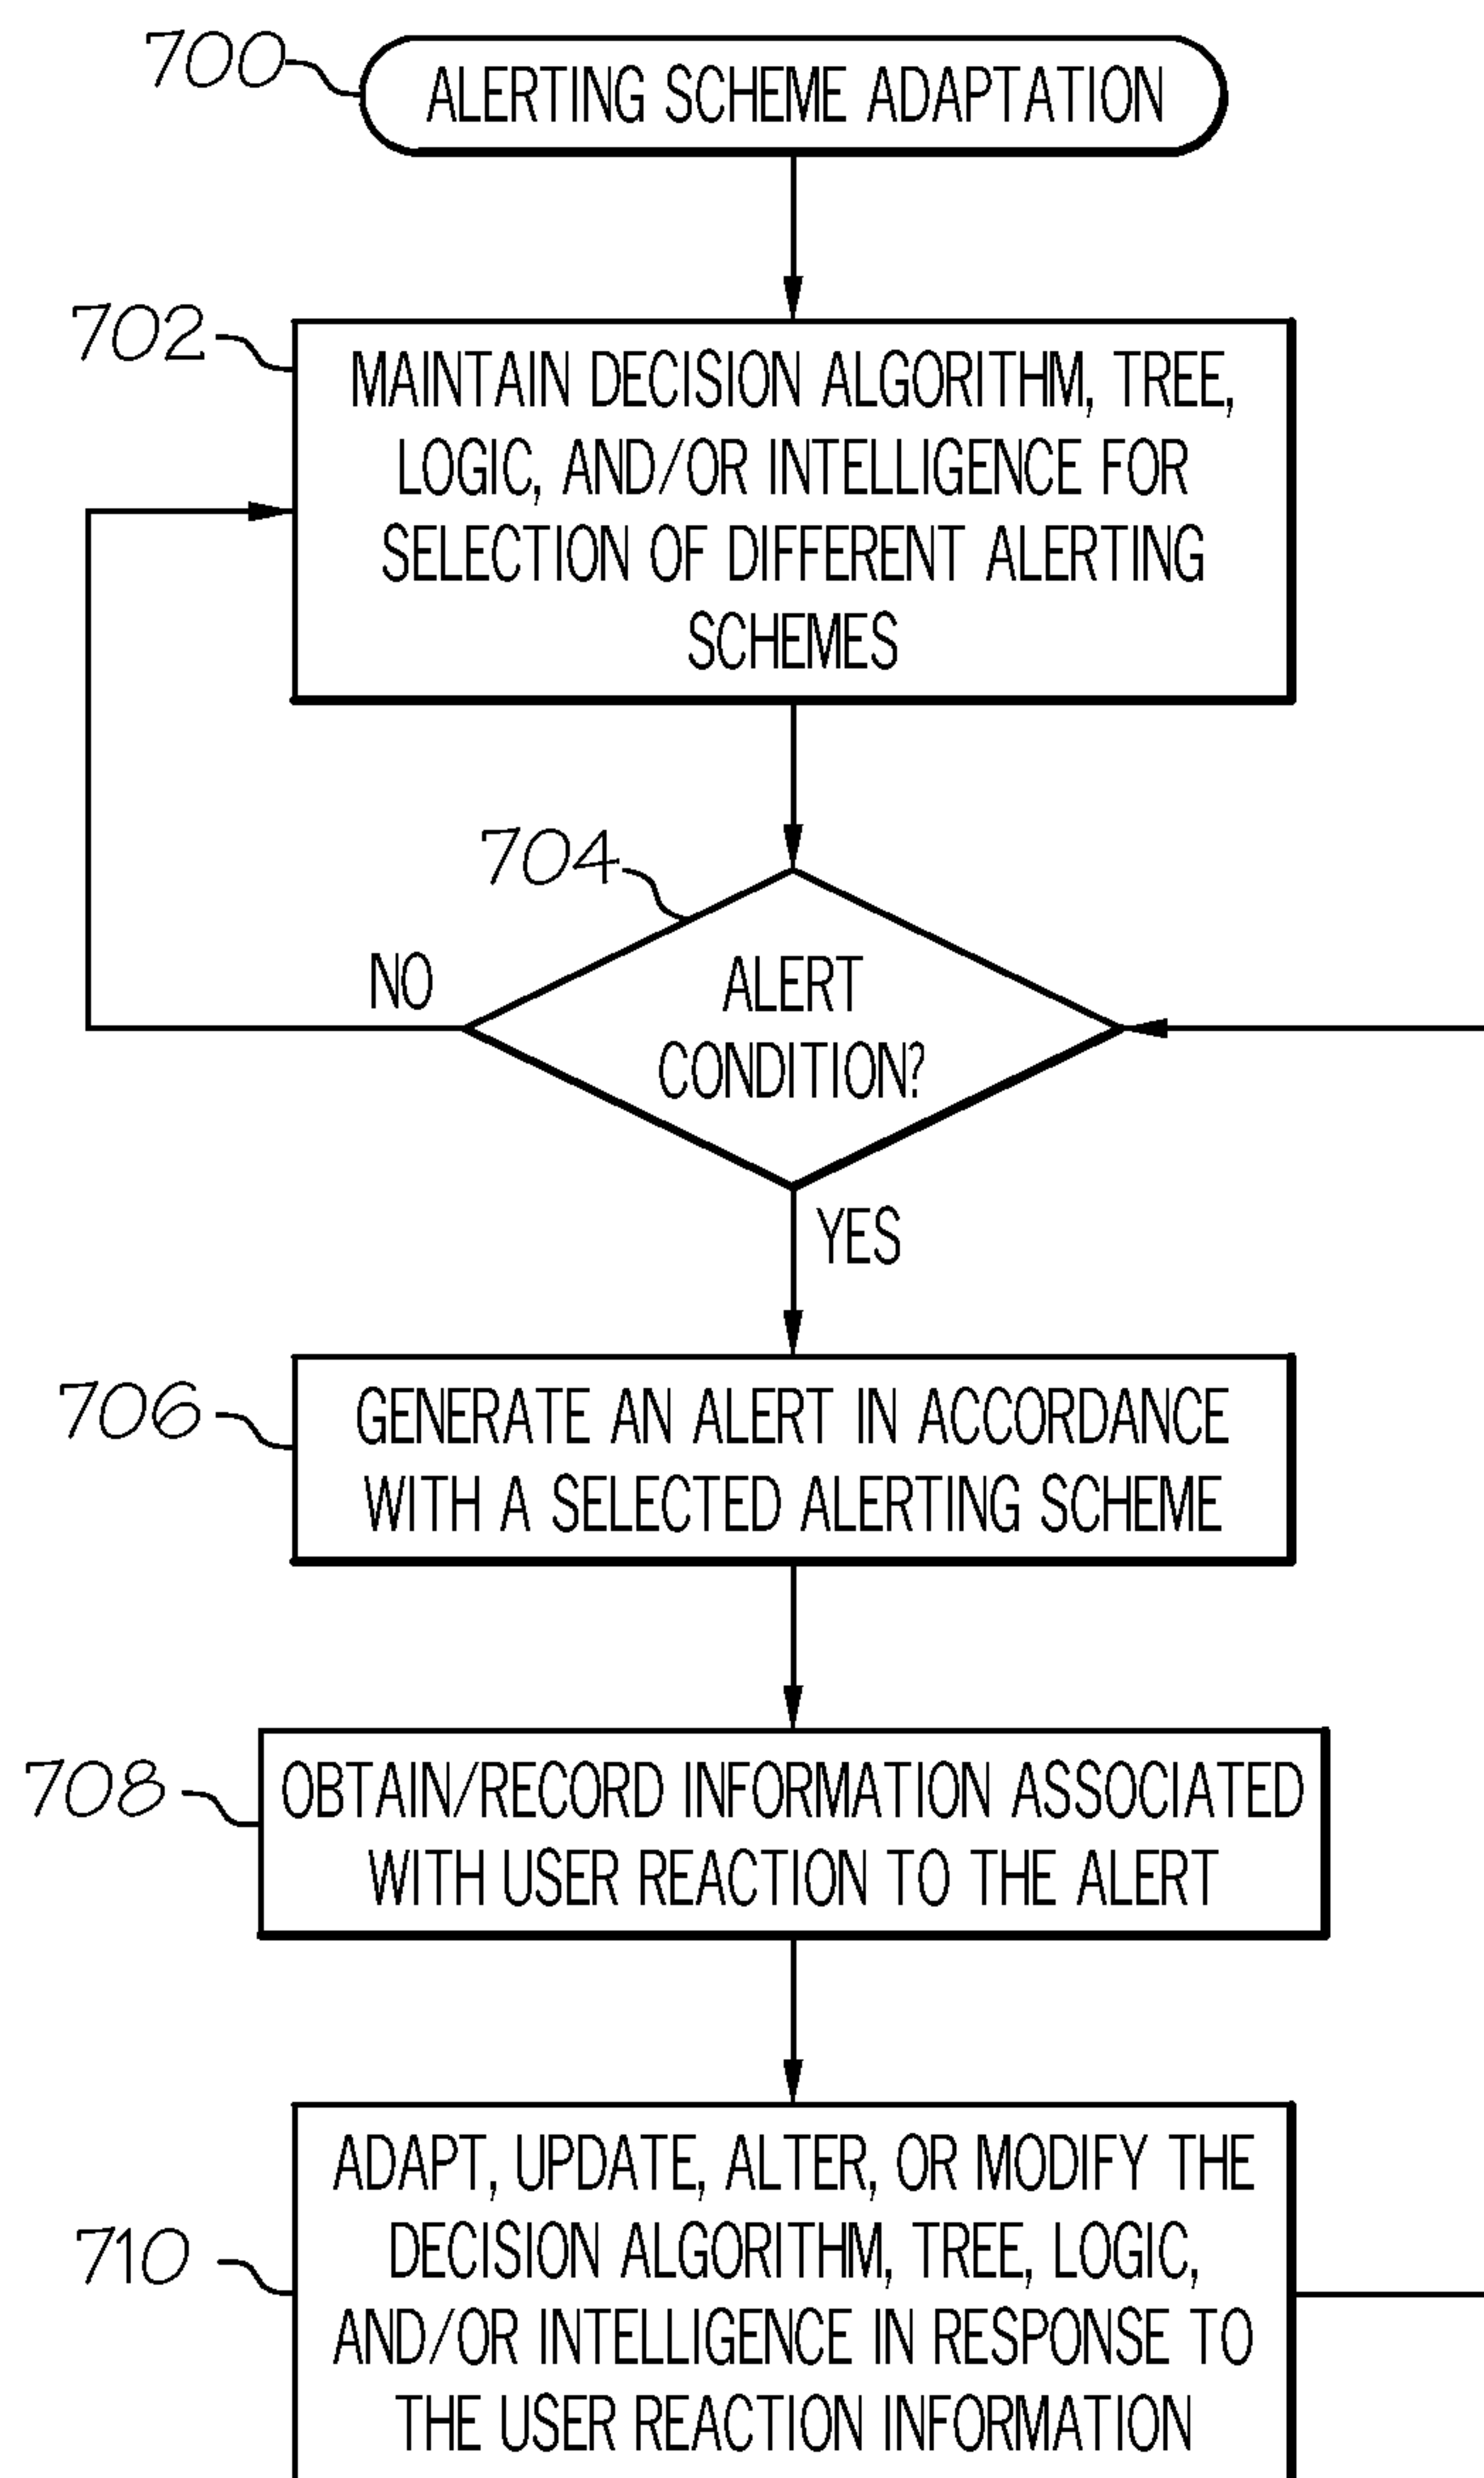 700
ALERTING SCHEME ADAPTATION
702
MAINTAIN DECISION ALGORITHM, TREE,
LOGIC, AND/OR INTELLIGENCE FOR
SELECTION OF DIFFERENT ALERTING
SCHEMES
704
NO
ALERT
CONDITION?
YES
706
GENERATE AN ALERT IN ACCORDANCE
WITH A SELECTED ALERTING SCHEME
708
OBTAIN/RECORD INFORMATION ASSOCIATED
WITH USER REACTION TO THE ALERT
710
ADAPT, UPDATE, ALTER, OR MODIFY THE
DECISION ALGORITHM, TREE, LOGIC,
AND/OR INTELLIGENCE IN RESPONSE TO
THE USER REACTION INFORMATION